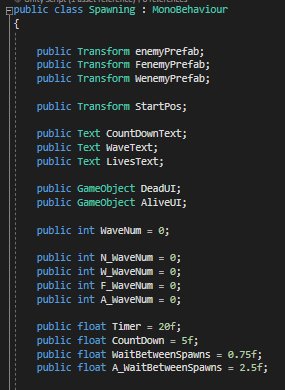 public class Spawning : MonoBehaviour
{
public Transform enemyPrefab;
public Transform FenemyPrefab;
public Transform WenemyPrefab;
public Transform StartPos;
public Text CountDownText;
public Text WaveText;
public Text LivesText;
public GameObject DeadUI;
public GameObject AliveUI;
public int WaveNum = 0;
public int N_WaveNum = 0;
public int W_WaveNum = 0;
public int F_WaveNum = 0;
public int A_WaveNum = 0;
public float Timer = 20f;
public float CountDown = 5f;
public float WaitBetweenSpawns = 0.75f;
public float A_WaitBetweenSpawns = 2.5f;